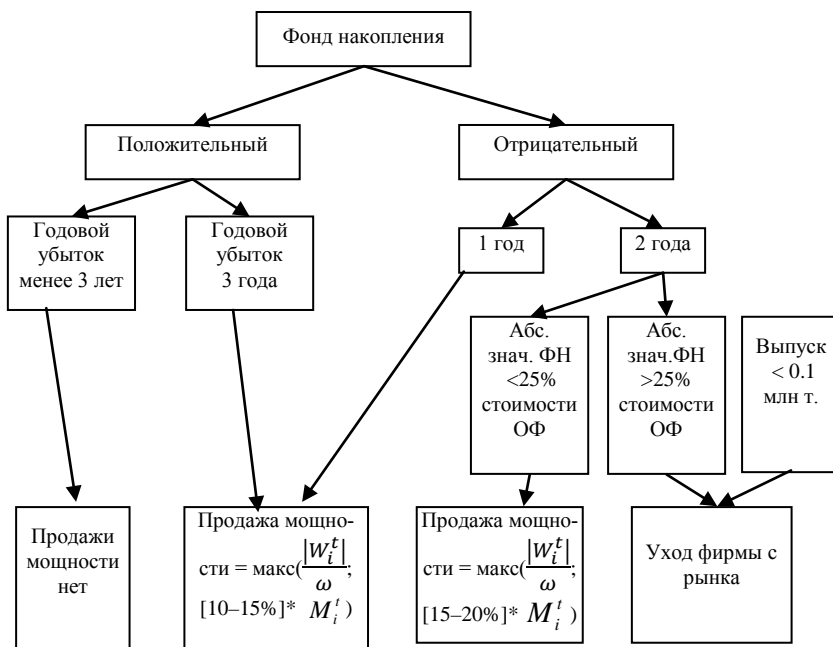 Фонд накопления
Положительный
Отрицательный
Годовой
убыток
менее 3 лет
Годовой
убыток
3 года
1 год
2 года
Абс.
знач. ФН
<25%
стоимости
ОФ
Абс.
знач.ФН
>25%
стоимости
ОФ
Выпуск
< 0.1
млн т.
Продажи
мощности
нет
Продажа мощно-
сти = макс(|W_i^t|/ω;
[10–15%]* M_i^t )
Продажа мощно-
сти = макс(|W_i^t|/ω;
[15–20%]* M_i^t )
Уход фирмы с
рынка